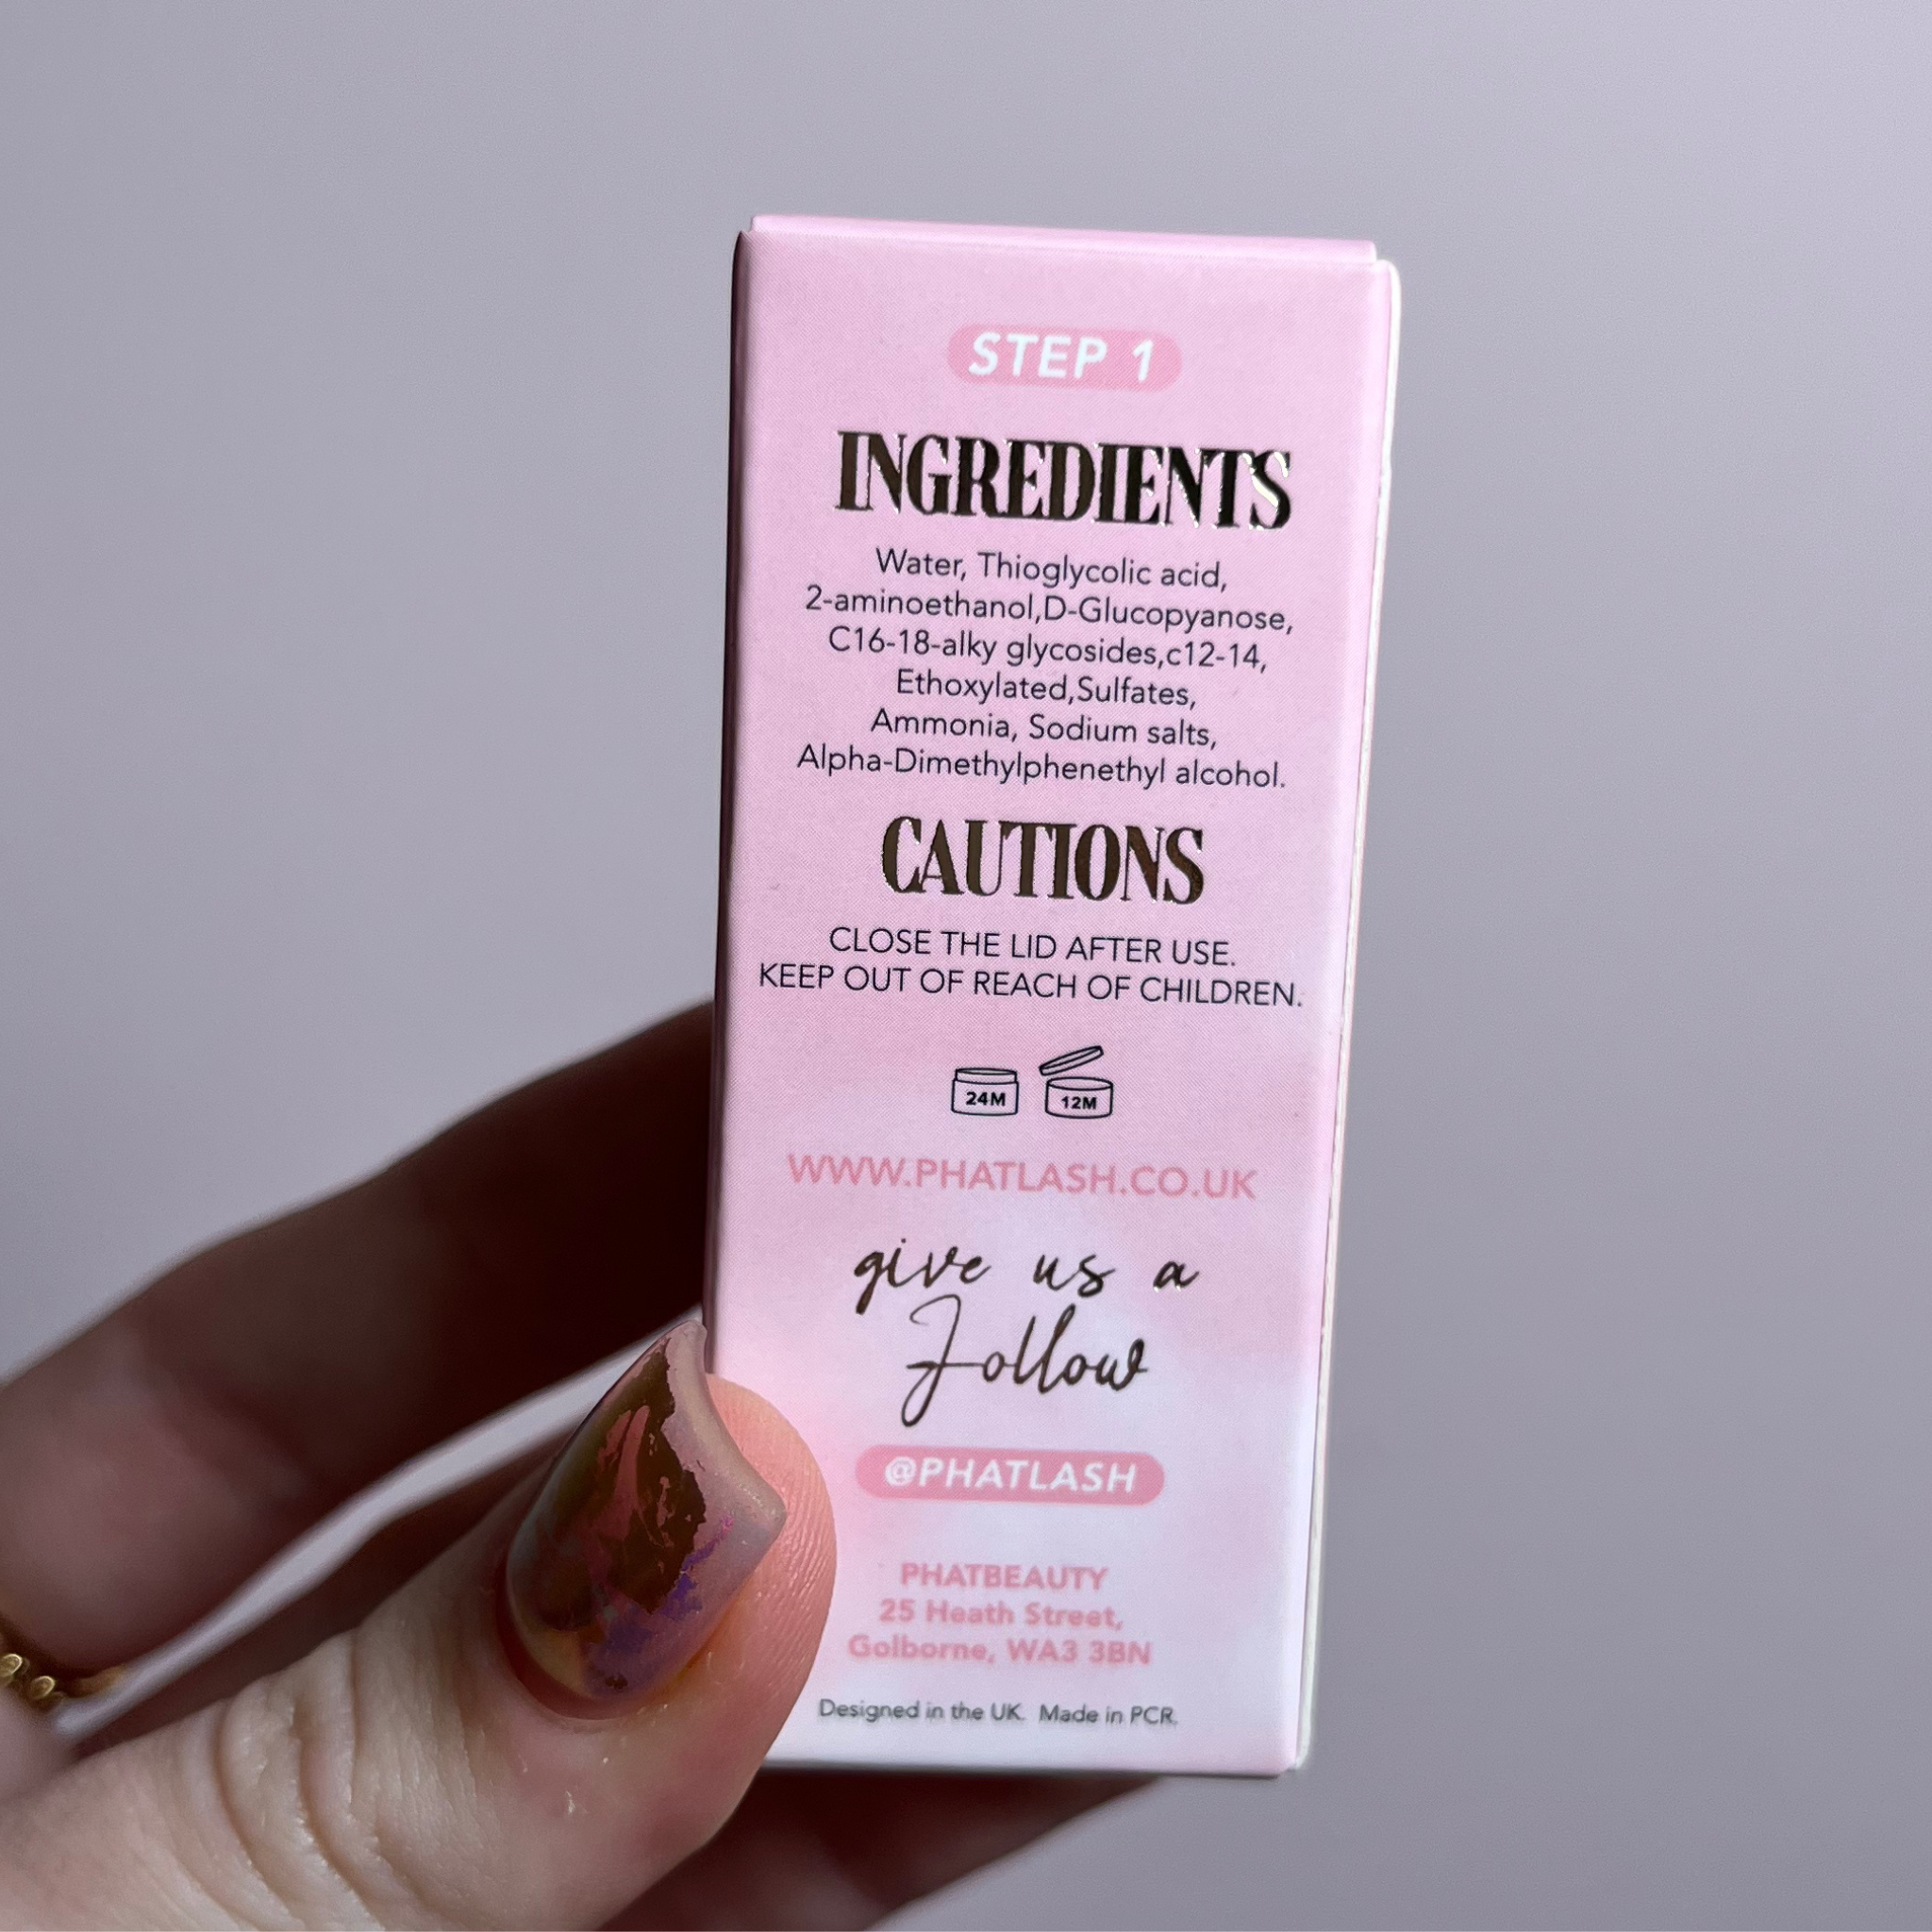 STEP 1
INGREDIENTS
Water, Thioglycolic acid,
2-aminoethanol,D-Glucopyanose,
C16-18-alky glycosides,c12-14,
Ethoxylated,Sulfates,
Ammonia, Sodium salts,
Alpha-Dimethylphenethyl alcohol.
CAUTIONS
CLOSE THE LID AFTER USE.
KEEP OUT OF REACH OF CHILDREN.
24M 12M
WWW.PHATLASH.CO.UK
give us a
Follow
@PHATLASH
PHATBEAUTY
25 Heath Street,
Golborne, WA3 3BN
Designed in the UK. Made in PCR.